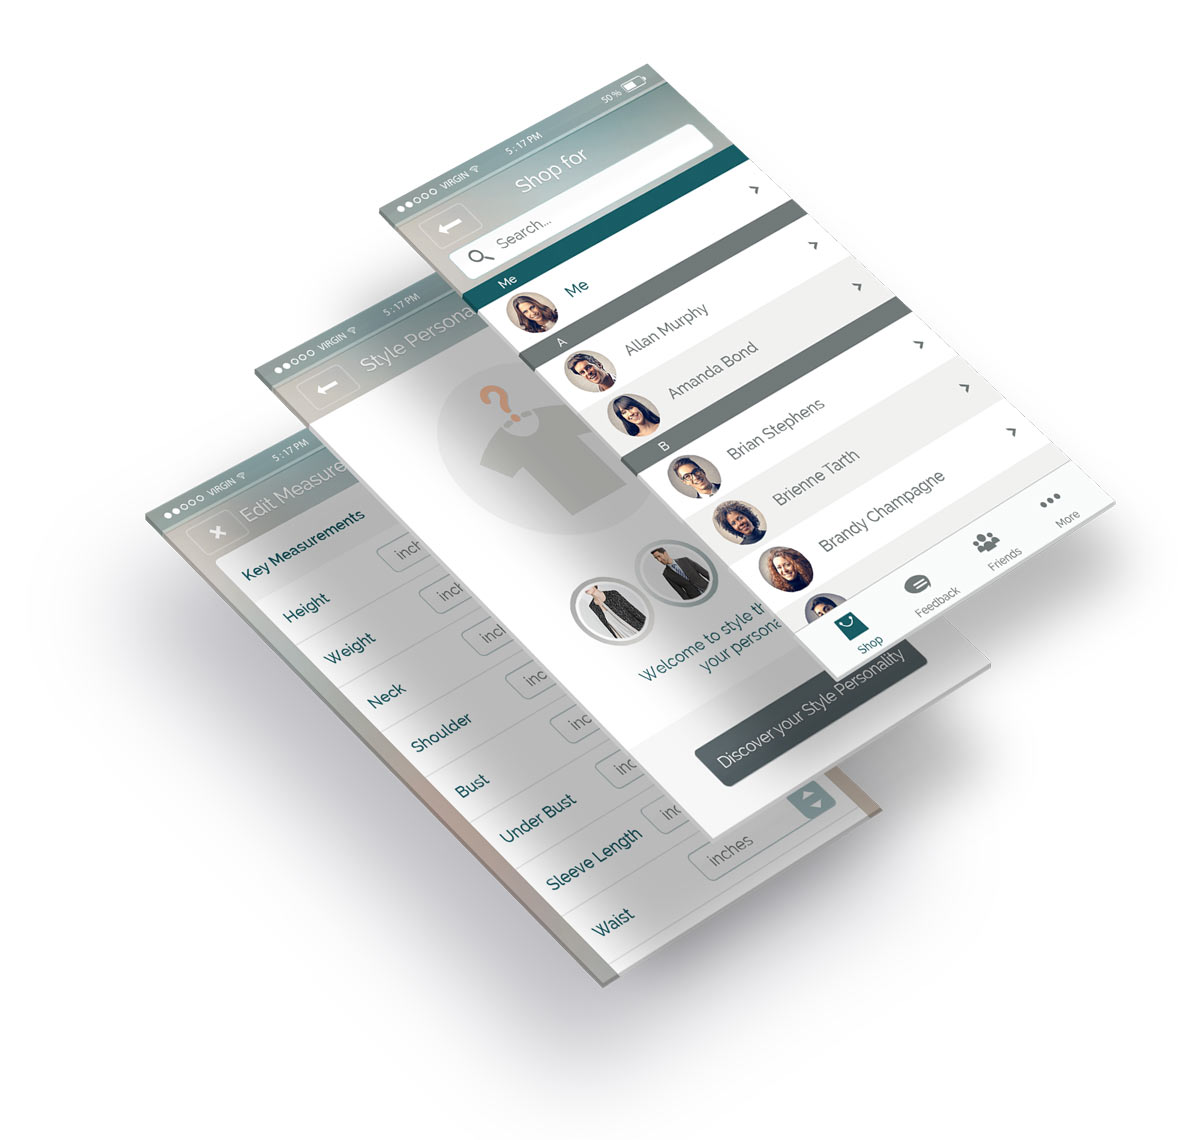 VIRGIN
5:17 PM
50 %
Shop for
Search...
Me
Me
A
Allan Murphy
Amanda Bond
B
Brian Stephens
Brienne Tarth
Brandy Champagne
Shop
Feedback
Friends
More
VIRGIN
5:17 PM
Style Persona
?
Welcome to style th
your persona
Discover your Style Personality
VIRGIN
5:17 PM
Edit Measure
Key Measurements
Height
inch
Weight
inch
Neck
incl
Shoulder
inc
Bust
inc
Under Bust
inc
Sleeve Length
inc
Waist
inches